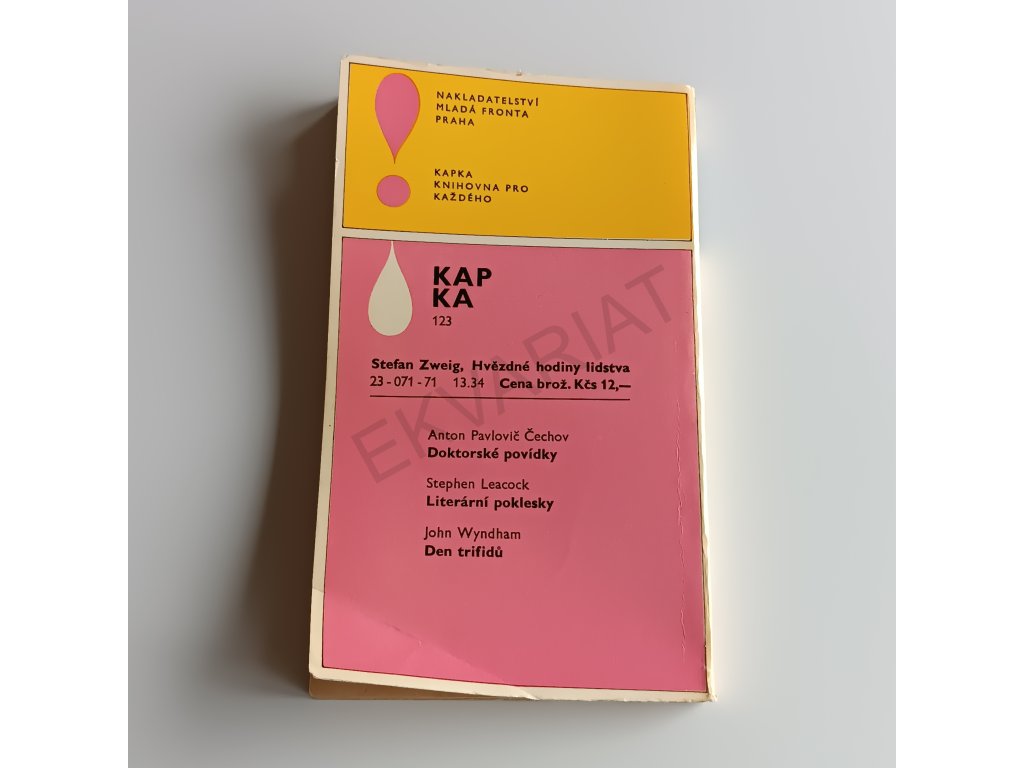 NAKLADATELSTVÍ
MLADÁ FRONTA
PRAHA
KAPKA
KNIHOVNA PRO
KAŽDÉHO
KAP
KA
123
Stefan Zweig, Hvězdné hodiny lidstva
23-071-71 13.34 Cena brož. Kčs 12,—
Anton Pavlovič Čechov
Doktorské povídky
Stephen Leacock
Literární poklesky
John Wyndham
Den trifidů
EKVARIAT